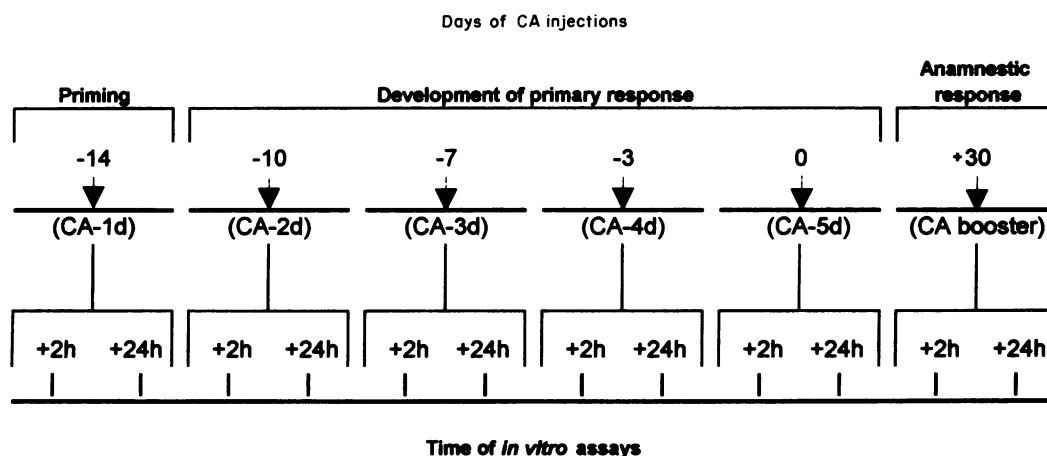 Days of CA injections
Anamnestic
Priming Development of primary response response
-14 -10 -7 -3 0 +30
(CA-1d) (CA-2d) (CA-3d) (CA-4d) (CA-5d) (CA booster)
+2h +24h +2h +24h +2h +24h +2h +24h +2h +24h +2h +24h
Time of in vitro assays